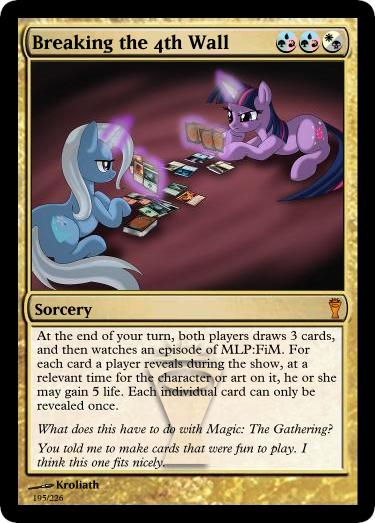 Breaking the 4th Wall
Sorcery
At the end of your turn, both players draws 3 cards,
and then watches an episode of MLP:FiM. For
each card a player reveals during the show, at a
relevant time for the character or art on it, he or she
may gain 5 life. Each individual card can only be
revealed once.
What does this have to do with Magic: The Gathering?
You told me to make cards that were fun to play. I
think this one fits nicely.
Kroliath
195/226